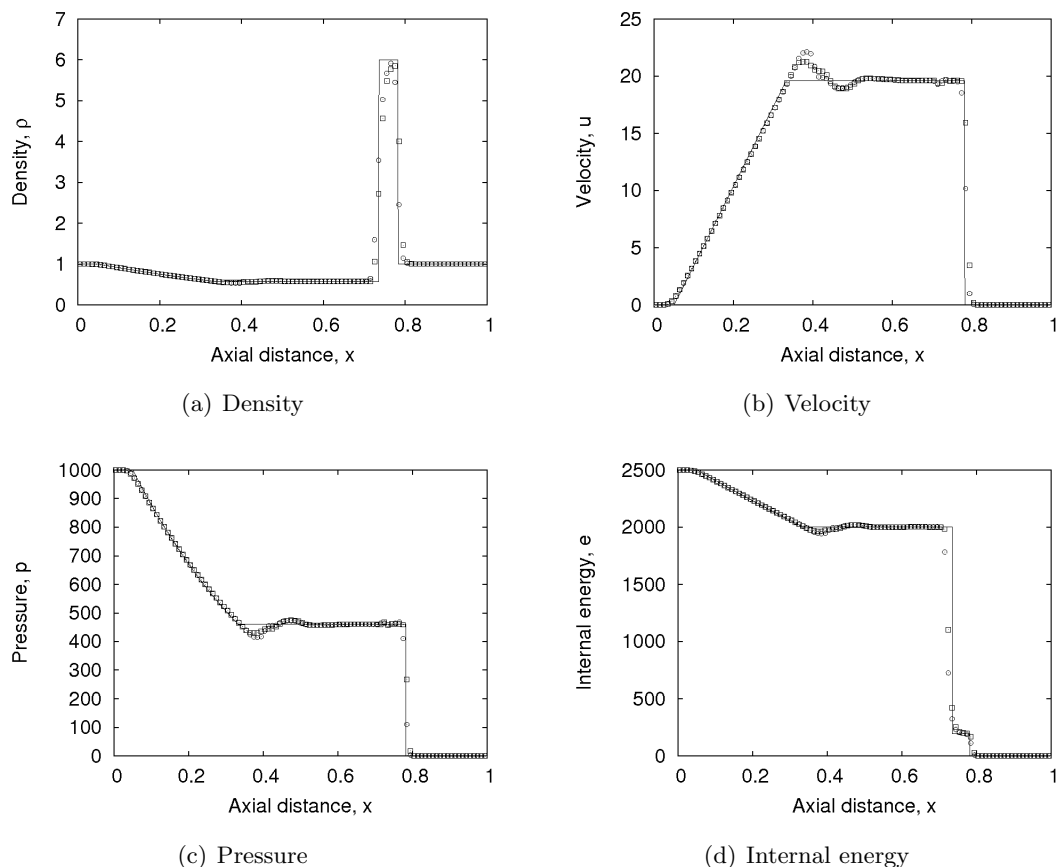 7
6
5
4
3
2
1
0
Density, ρ
0 0.2 0.4 0.6 0.8 1
Axial distance, x
(a) Density
25
20
15
10
5
0
Velocity, u
0 0.2 0.4 0.6 0.8 1
Axial distance, x
(b) Velocity
1000
900
800
700
600
500
400
300
200
100
0
Pressure, p
0 0.2 0.4 0.6 0.8 1
Axial distance, x
(c) Pressure
2500
2000
1500
1000
500
0
Internal energy, e
0 0.2 0.4 0.6 0.8 1
Axial distance, x
(d) Internal energy